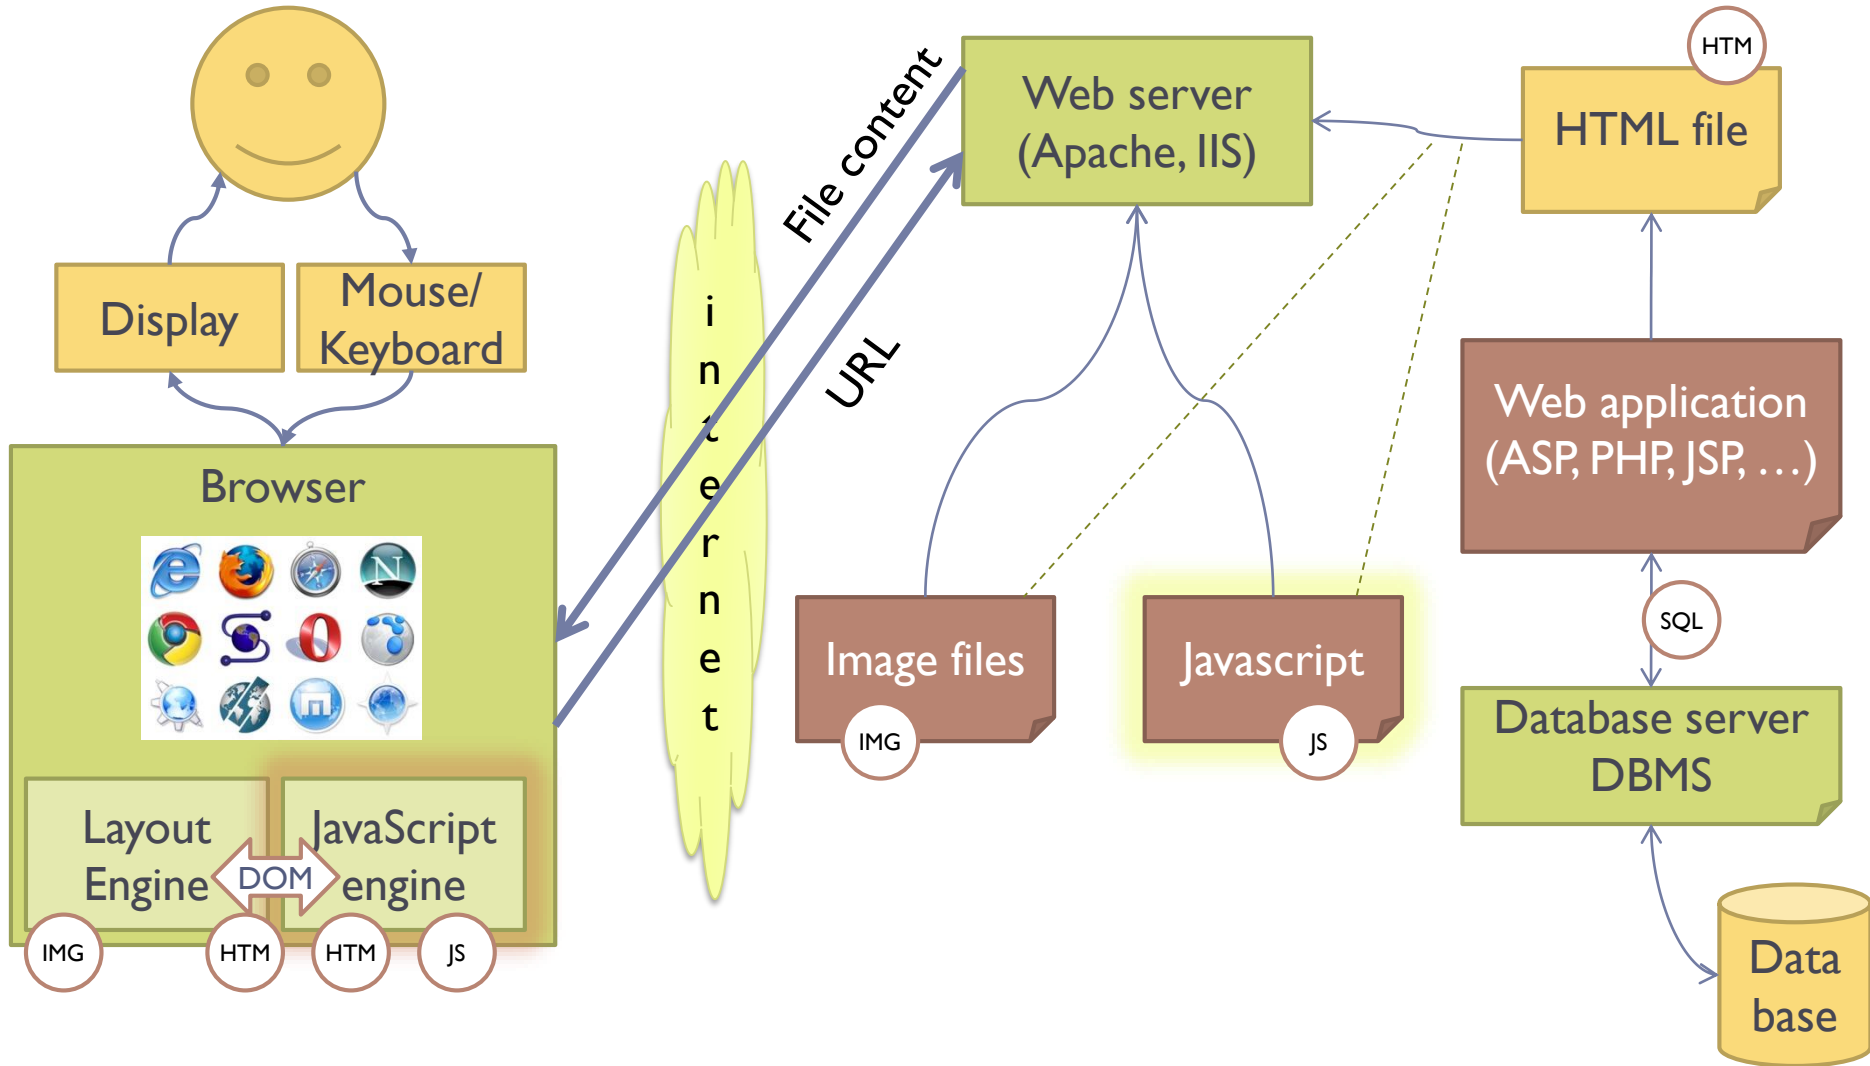 HTM
Web server
(Apache, IIS)
HTML file
File content
Display
Mouse/
Keyboard
internet
URL
Web application
(ASP, PHP, JSP, …)
Browser
N
SQL
Image files
IMG
Javascript
JS
Database server
DBMS
Layout
Engine
DOM
JavaScript
engine
IMG
HTM
HTM
JS
Data
base